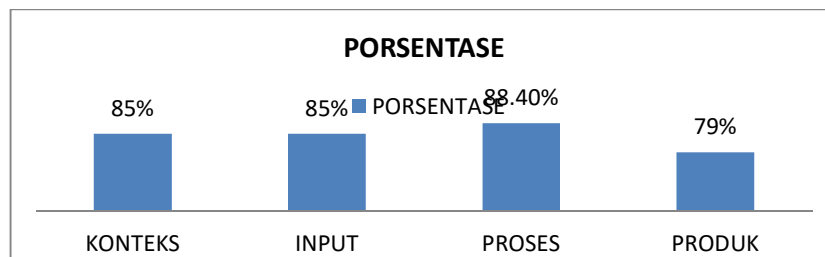 PORSENTASE
PORSENTASE
85% 85% 88.40% 79%
KONTEKS INPUT PROSES PRODUK